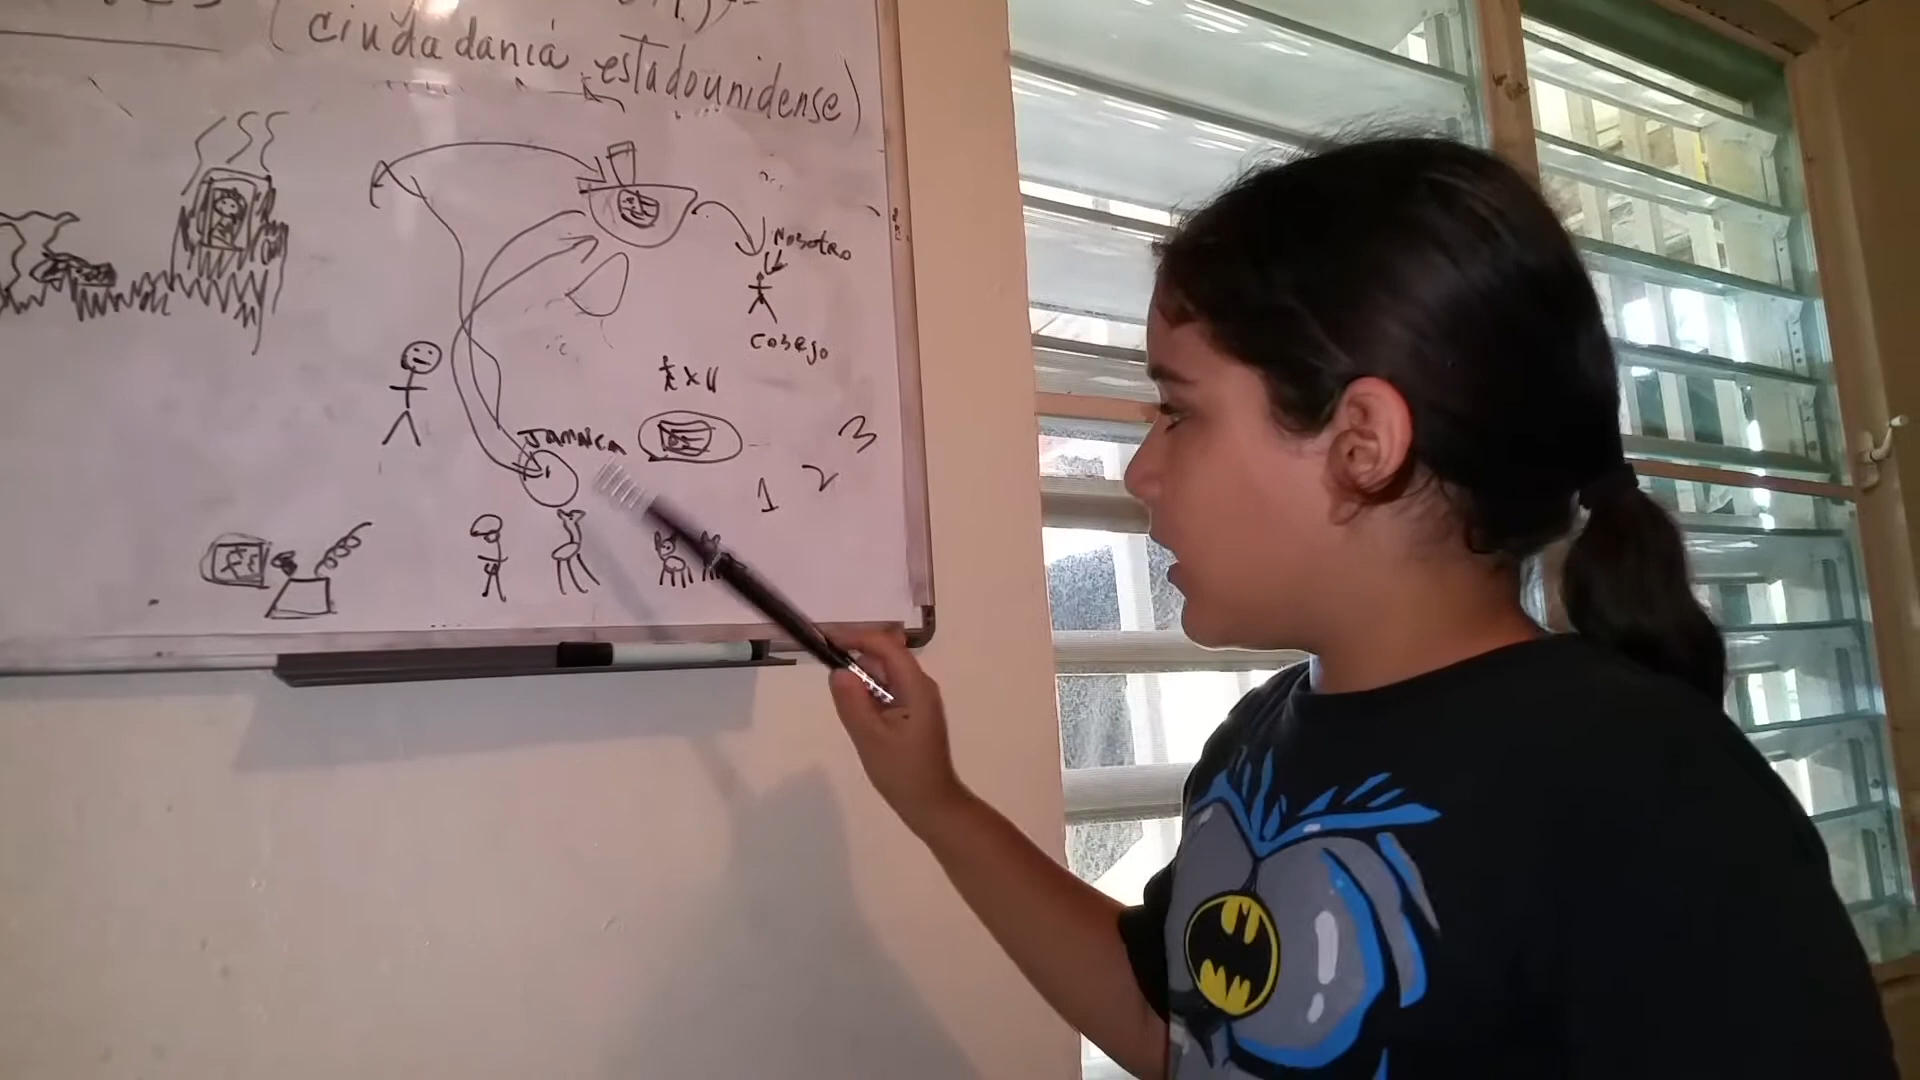 (ciudadania estadounidense)
Nosotro
cosejo
Jamaica
1 2 3